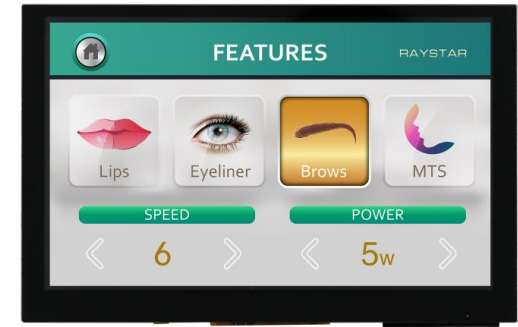 FEATURES
RAYSTAR
Lips
Eyeliner
Brows
MTS
SPEED
POWER
6
5w